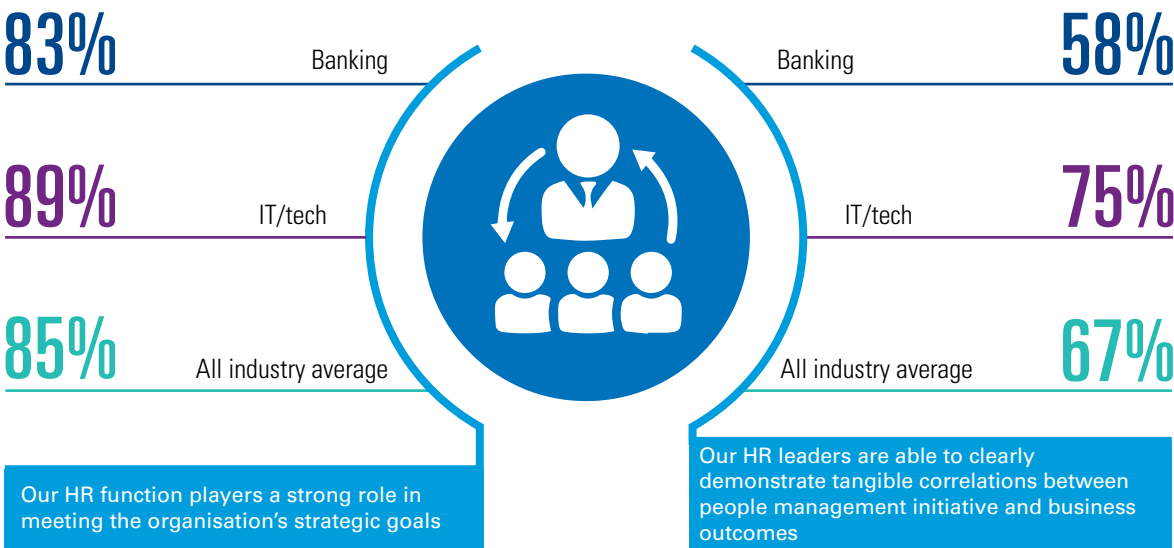 83%
Banking
89%
IT/tech
85%
All industry average
Our HR function players a strong role in
meeting the organisation's strategic goals
Banking
58%
IT/tech
75%
All industry average
67%
Our HR leaders are able to clearly
demonstrate tangible correlations between
people management initiative and business
outcomes